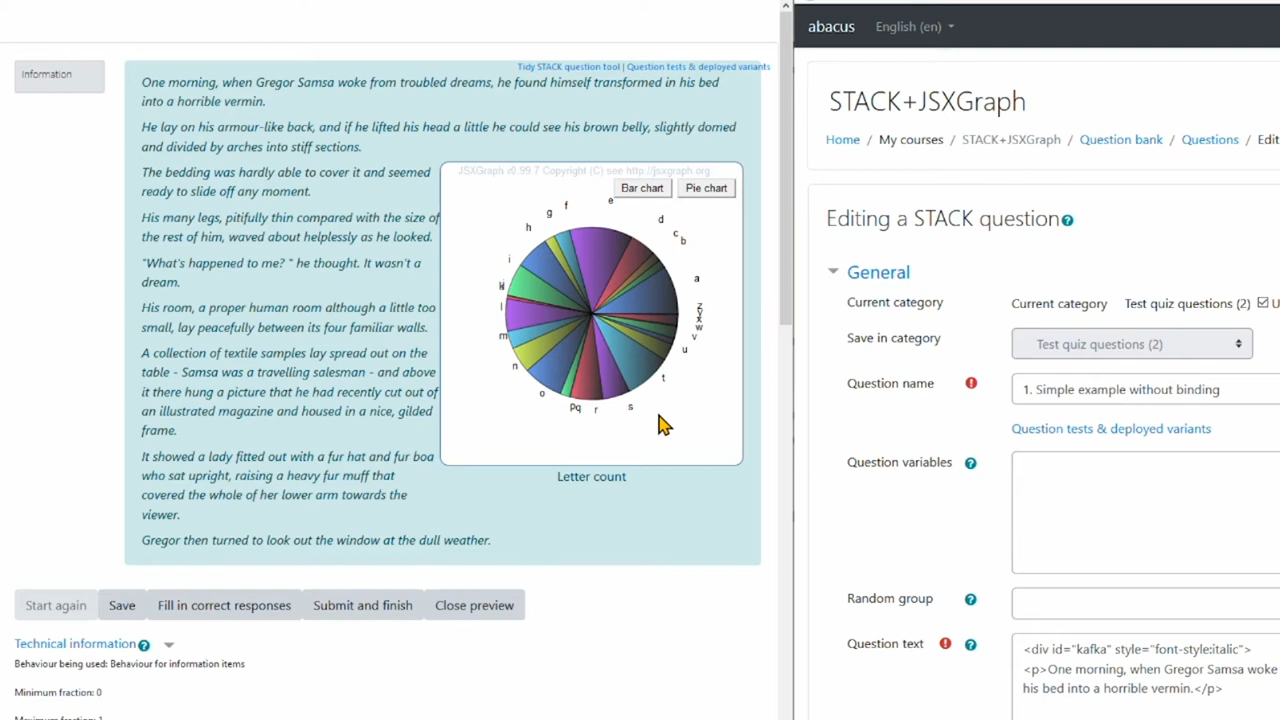 Information
Tidy STACK question tool | Question tests & deployed variants
One morning, when Gregor Samsa woke from troubled dreams, he found himself transformed in his bed
into a horrible vermin.
He lay on his armour-like back, and if he lifted his head a little he could see his brown belly, slightly domed
and divided by arches into stiff sections.
The bedding was hardly able to cover it and seemed
ready to slide off any moment.
His many legs, pitifully thin compared with the size of
the rest of him, waved about helplessly as he looked.
"What's happened to me? " he thought. It wasn't a
dream.
His room, a proper human room although a little too
small, lay peacefully between its four familiar walls.
A collection of textile samples lay spread out on the
table - Samsa was a travelling salesman - and above
it there hung a picture that he had recently cut out of
an illustrated magazine and housed in a nice, gilded
frame.
It showed a lady fitted out with a fur hat and fur boa
who sat upright, raising a heavy fur muff that
covered the whole of her lower arm towards the
viewer.
Gregor then turned to look out the window at the dull weather.
JSXGraph v0.99.7 Copyright (C) see http://jsxgraph.org
Bar chart Pie chart
e
f
g
d
h
c
b
i
a
l
z
w
m
v
u
n
t
o
s
p
q
r
Letter count
Start again Save Fill in correct responses Submit and finish Close preview
Technical information
Behaviour being used: Behaviour for information items
Minimum fraction: 0
Maximum fraction: 1
abacus English (en)
STACK+JSXGraph
Home / My courses / STACK+JSXGraph / Question bank / Questions / Edit
Editing a STACK question
General
Current category Current category Test quiz questions (2) U
Save in category Test quiz questions (2)
Question name 1. Simple example without binding
Question tests & deployed variants
Question variables
Random group
Question text <div id="kafka" style="font-style:italic">
<p>One morning, when Gregor Samsa woke
his bed into a horrible vermin.</p>